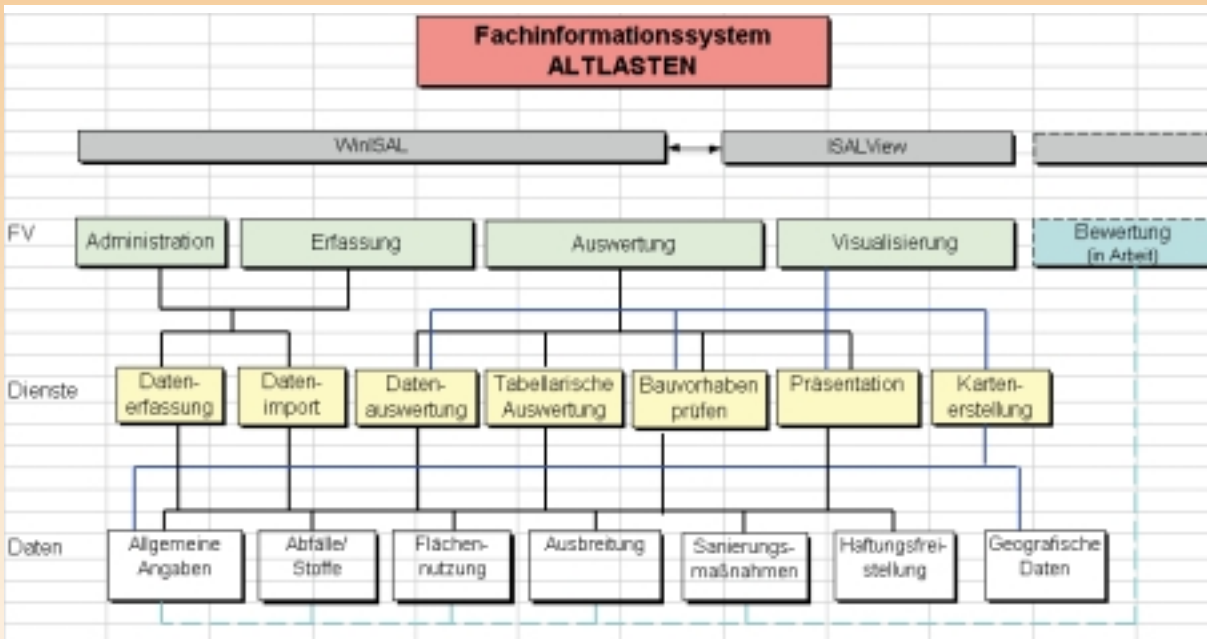 Fachinformationssystem
ALTLASTEN
WinISAL
ISALView
FV
Administration
Erfassung
Auswertung
Visualisierung
Bewertung
(in Arbeit)
Dienste
Daten-
erfassung
Daten-
import
Daten-
auswertung
Tabellarische
Auswertung
Bauvorhaben
prüfen
Präsentation
Karten-
erstellung
Daten
Allgemeine
Angaben
Abfälle/
Stoffe
Flächen-
nutzung
Ausbreitung
Sanierungs-
maßnahmen
Haftungsfrei-
stellung
Geografische
Daten